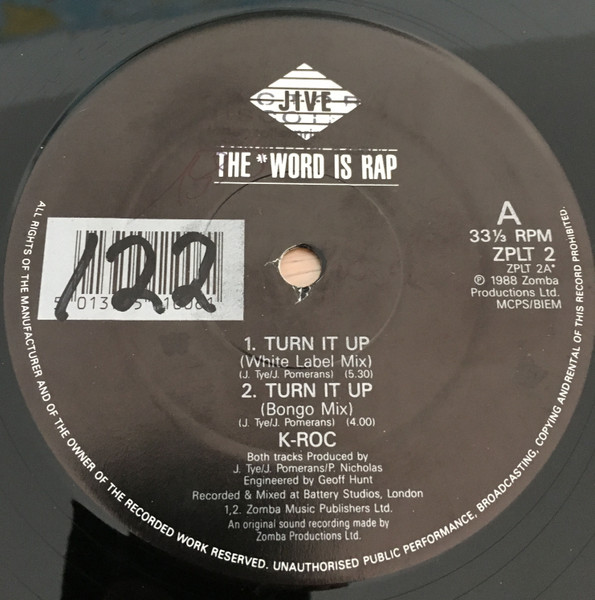 JIVE
THE "WORD IS RAP
A
33⅓ RPM
ZPLT 2
ZPLT 2A*
℗ 1988 Zomba
Productions Ltd.
MCPS/BIEM
122
1. TURN IT UP
(White Label Mix)
(J. Tye/J. Pomerans) (5.30)
2. TURN IT UP
(Bongo Mix)
(J. Tye/J. Pomerans) (4.00)
K-ROC
Both tracks Produced by
J. Tye/J. Pomerans/P. Nicholas
Engineered by Geoff Hunt
Recorded & Mixed at Battery Studios, London
1,2. Zomba Music Publishers Ltd.
An original sound recording made by
Zomba Productions Ltd.
ALL RIGHTS OF THE MANUFACTURER AND OF THE OWNER OF THE RECORDED WORK RESERVED. UNAUTHORISED PUBLIC PERFORMANCE, BROADCASTING, COPYING AND RENTAL OF THIS RECORD PROHIBITED.